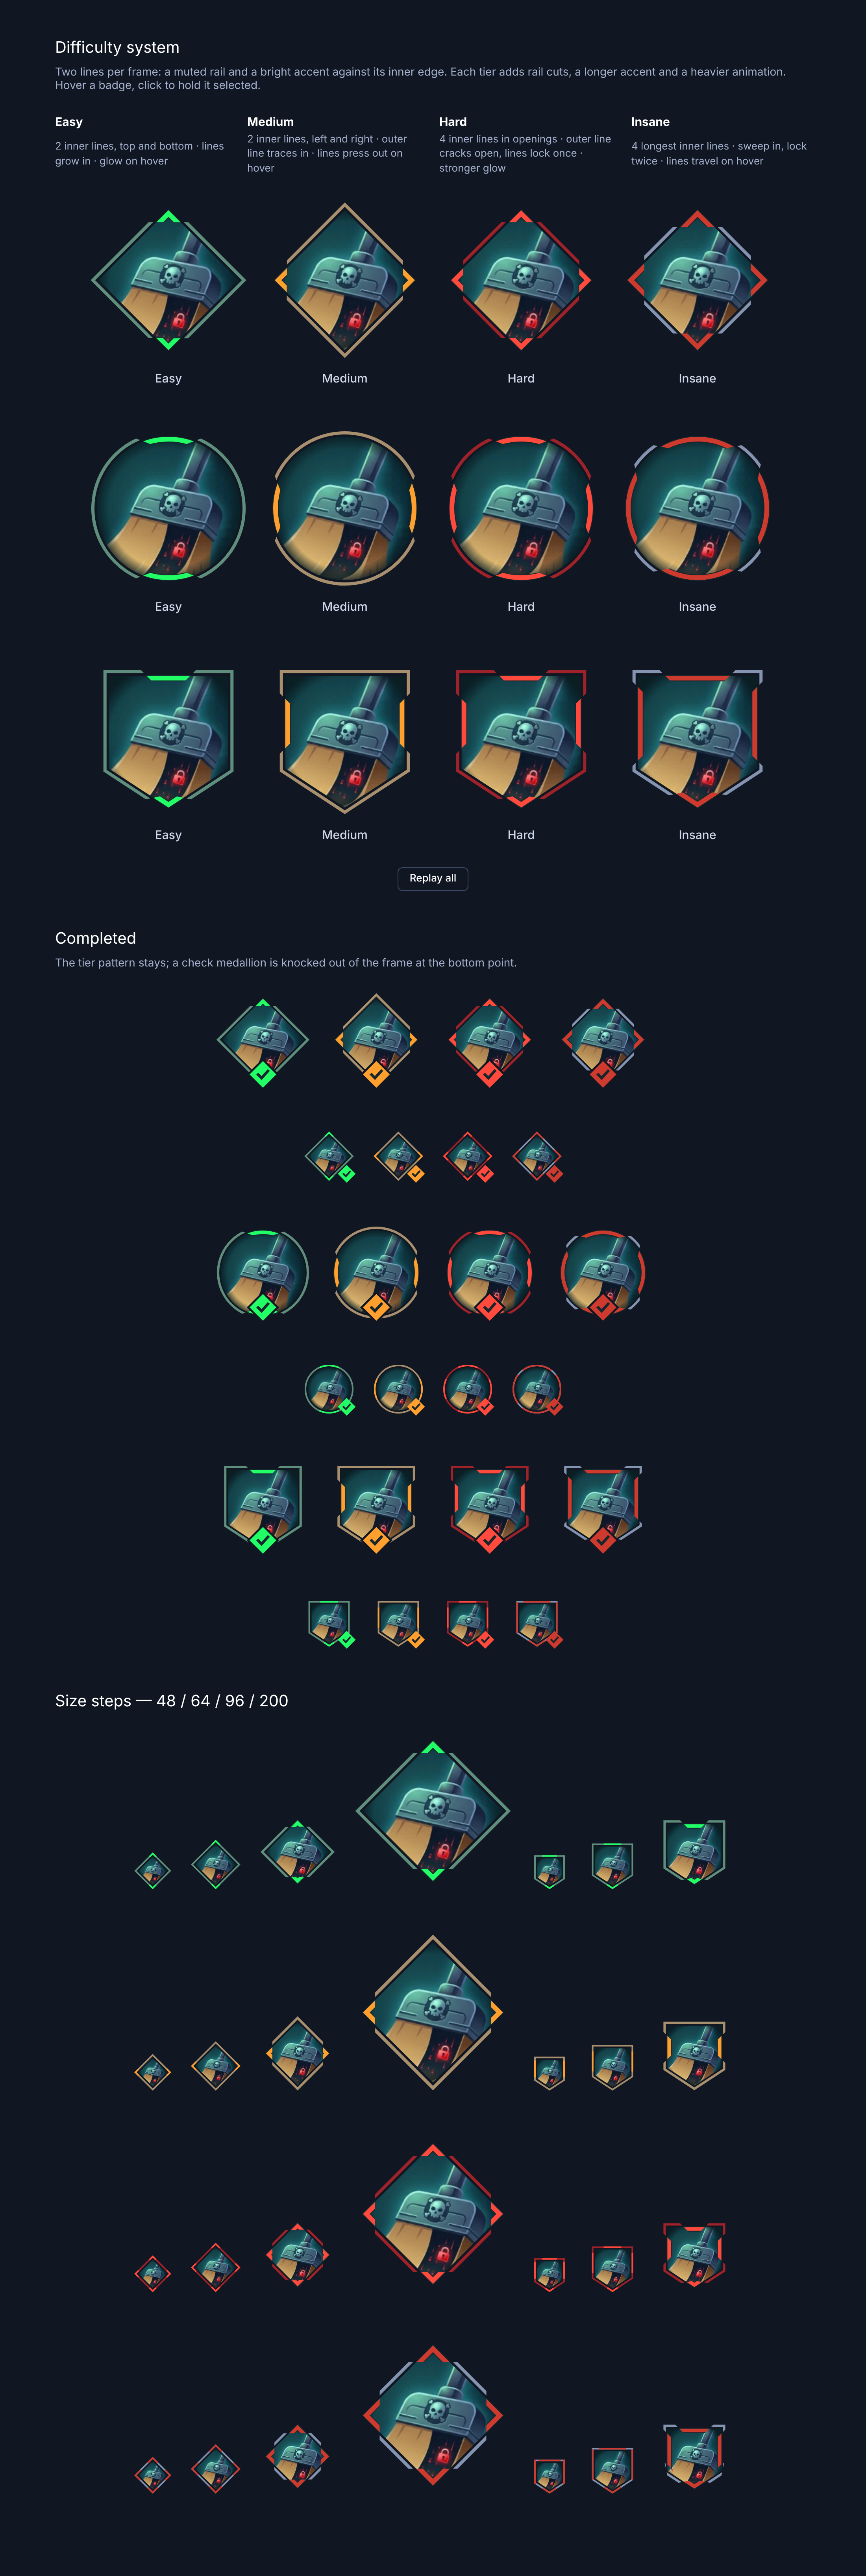 Difficulty system
Two lines per frame: a muted rail and a bright accent against its inner edge. Each tier adds rail cuts, a longer accent and a heavier animation.
Hover a badge, click to hold it selected.
Easy
2 inner lines, top and bottom · lines
grow in · glow on hover
Medium
2 inner lines, left and right · outer
line traces in · lines press out on
hover
Hard
4 inner lines in openings · outer line
cracks open, lines lock once ·
stronger glow
Insane
4 longest inner lines · sweep in, lock
twice · lines travel on hover
Easy
Medium
Hard
Insane
Easy
Medium
Hard
Insane
Easy
Medium
Hard
Insane
Replay all
Completed
The tier pattern stays; a check medallion is knocked out of the frame at the bottom point.
Size steps — 48 / 64 / 96 / 200